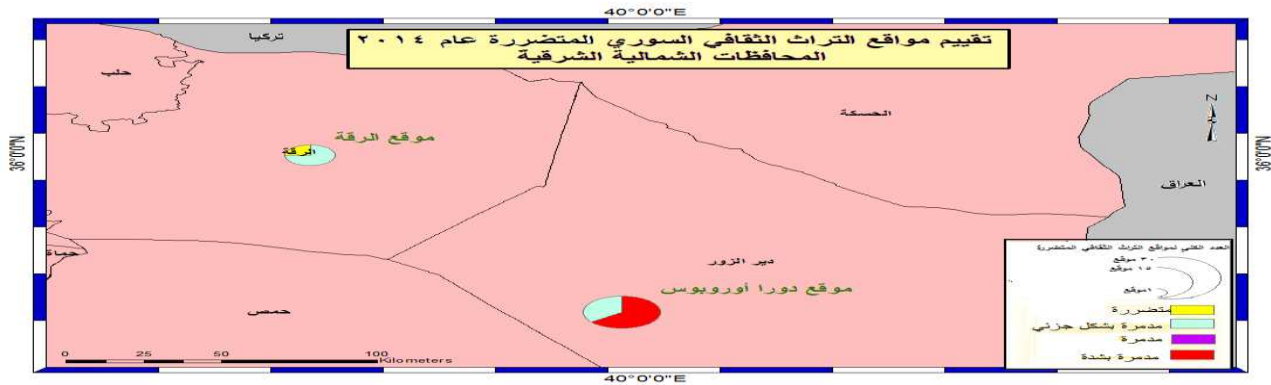 40°0'0"E
تقييم مواقع التراث الثقافي السوري المتضررة عام ٢٠١٤
المحافظات الشمالية الشرقية
تركيا
حلب
الحسكة
Z
موقع الرقة
الرقة
36°0'0"N
36°0'0"N
العراق
حماة
دير الزور
موقع دورا أوروبوس
حمص
العدد الكلي لمواقع التراث الثقافي المتضررة
٣٠ موقع
١٥ موقع
١موقع
متضررة
مدمرة بشكل جزئي
مدمرة
مدمرة بشدة
0 25 50 100
Kilometers
40°0'0"E